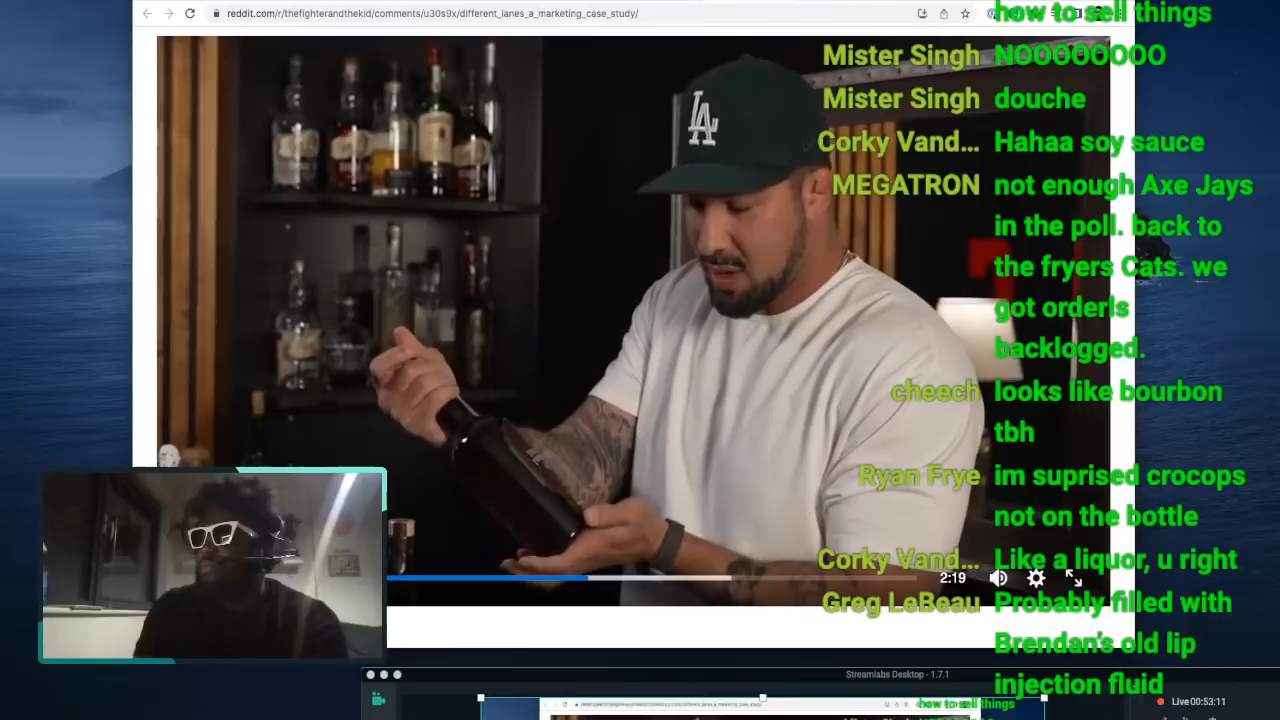 reddit.com/r/thefighterandthekid/comments/u30s9x/different_lanes_a_marketing_case_study/
how to sell things
Mister Singh NOOOOOOOO
Mister Singh douche
Corky Vand... Hahaa soy sauce
MEGATRON not enough Axe Jays
in the poll. back to
the fryers Cats. we
got orderls
backlogged.
cheech looks like bourbon
tbh
Ryan Frye im suprised crocops
not on the bottle
Corky Vand... Like a liquor, u right
Greg LeBeau Probably filled with
Brendan's old lip
injection fluid
LA
2:19
Streamlabs Desktop - 1.7.1
how to sell things
Live 00:53:11